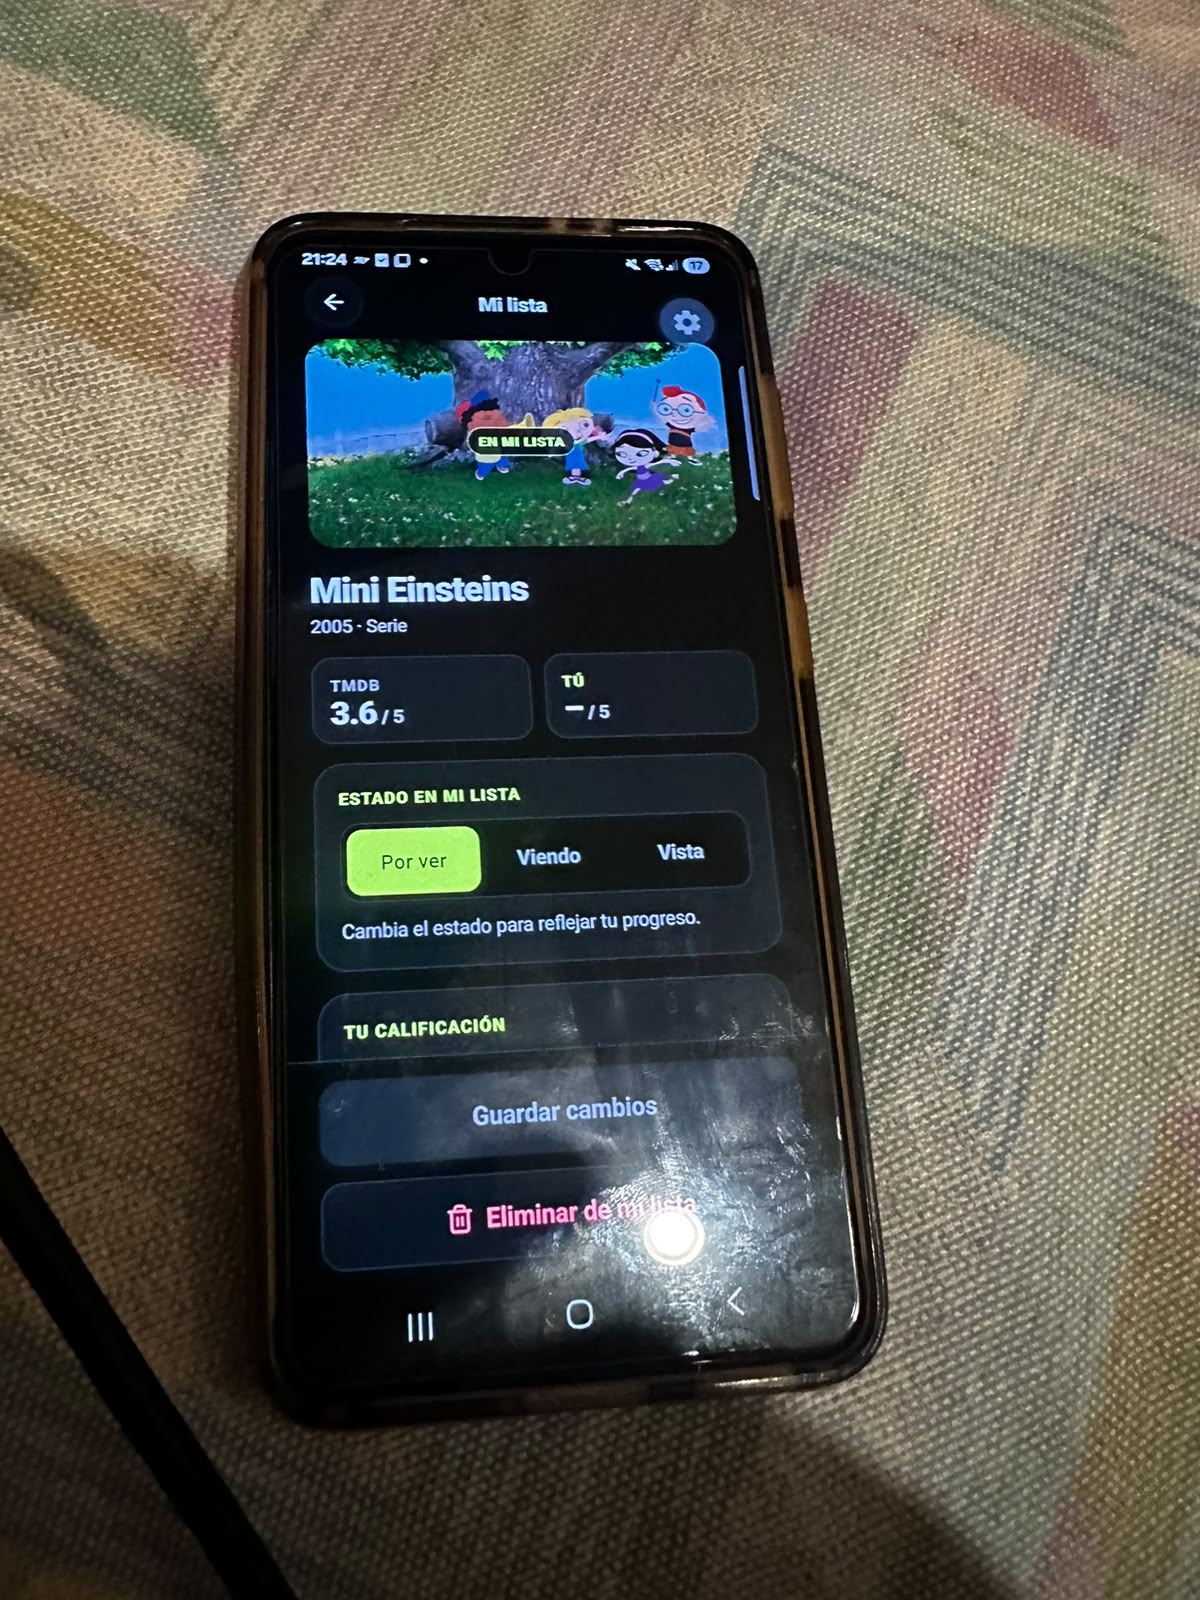 21:24
17
Mi lista
EN MI LISTA
Mini Einsteins
2005 · Serie
TMDB
3.6 / 5
TÚ
– / 5
ESTADO EN MI LISTA
Por ver
Viendo
Vista
Cambia el estado para reflejar tu progreso.
TU CALIFICACIÓN
Guardar cambios
Eliminar de mi lista